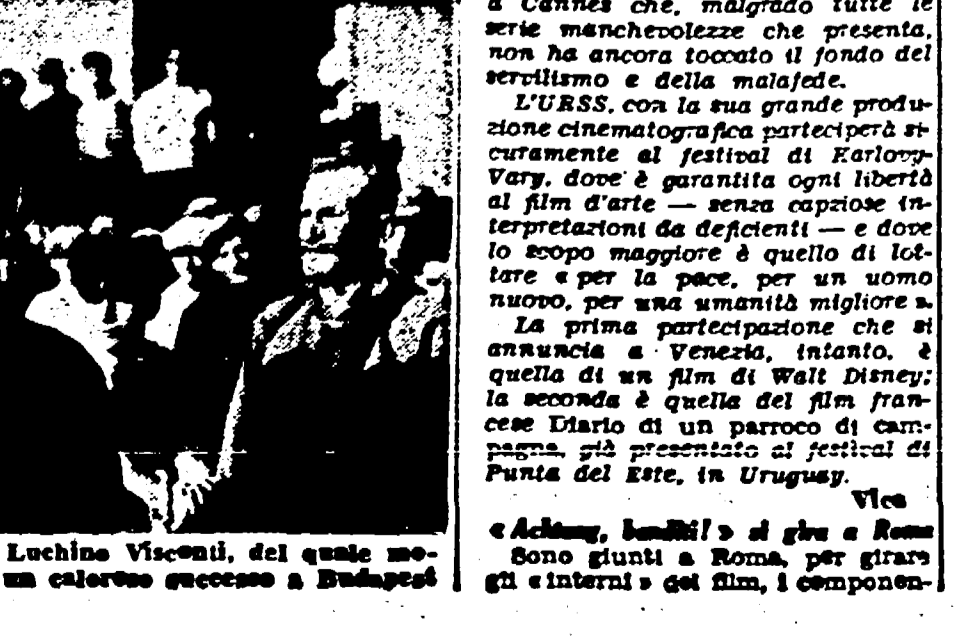 Luchino Visconti, del quale mo-
un caloroso successo a Budapest
a Cannes che, malgrado tutte le
serie manchevolezze che presenta,
non ha ancora toccato il fondo del
servilismo e della malafede.
L'URSS, con la sua grande produ-
zione cinematografica parteciperà si-
curamente al festival di Karlovy-
Vary, dove è garantita ogni libertà
al film d'arte — senza capziose in-
terpretazioni da deficienti — e dove
lo scopo maggiore è quello di lot-
tare « per la pace, per un uomo
nuovo, per una umanità migliore ».
La prima partecipazione che si
annuncia a Venezia, intanto, è
quella di un film di Walt Disney;
la seconda è quella del film fran-
cese Diario di un parroco di cam-
pagna, già presentato al festival di
Punta del Este, in Uruguay.
Vice
« Achtung, banditi! » si gira a Roma
Sono giunti a Roma, per girare
gli « interni » del film, i componen-